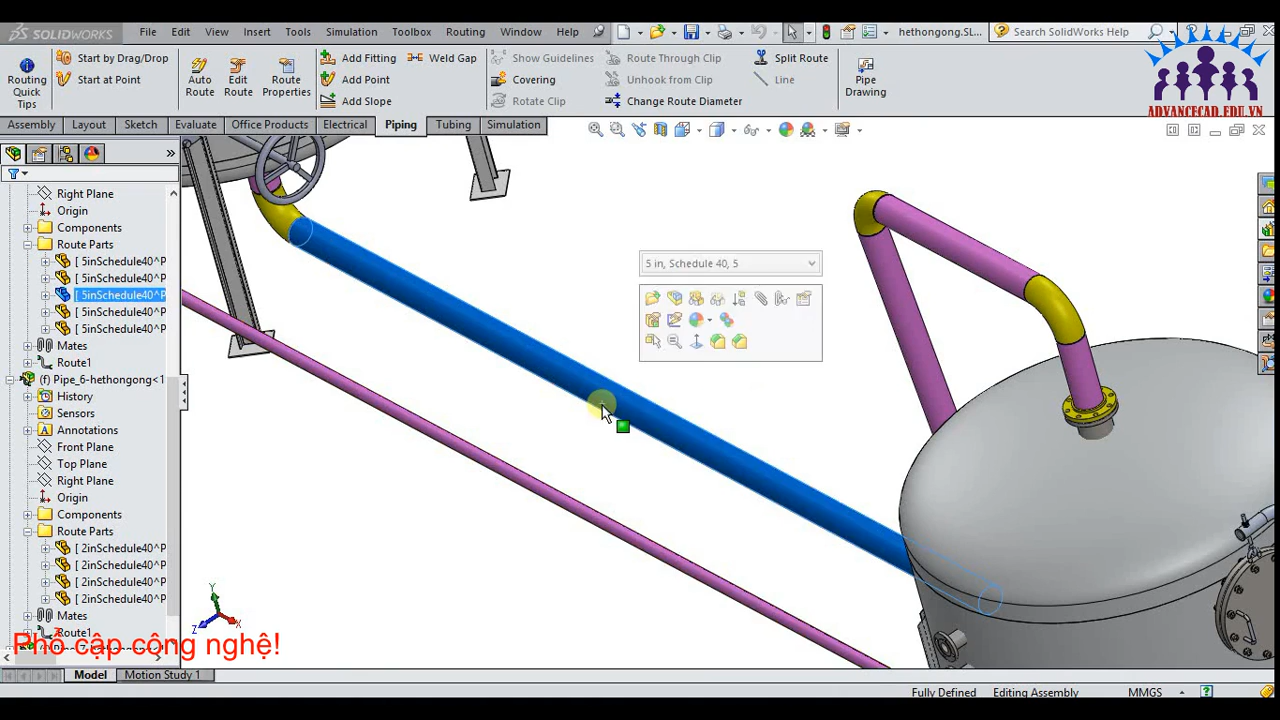 SOLIDWORKS File Edit View Insert Tools Simulation Toolbox Routing Window Help hethongong.SL... Search SolidWorks Help
Routing Quick Tips
Start by Drag/Drop
Start at Point
Auto Route
Edit Route
Route Properties
Add Fitting
Weld Gap
Add Point
Add Slope
Show Guidelines
Covering
Rotate Clip
Route Through Clip
Unhook from Clip
Change Route Diameter
Split Route
Line
Pipe Drawing
ADVANCECAD.EDU.VN
Assembly Layout Sketch Evaluate Office Products Electrical Piping Tubing Simulation
Right Plane
Origin
Components
Route Parts
[ 5inSchedule40^P
[ 5inSchedule40^P
[ 5inSchedule40^P
[ 5inSchedule40^P
[ 5inSchedule40^P
Mates
Route1
(f) Pipe_6-hethongong<1
History
Sensors
Annotations
Front Plane
Top Plane
Right Plane
Origin
Components
Route Parts
[ 2inSchedule40^P
[ 2inSchedule40^P
[ 2inSchedule40^P
[ 2inSchedule40^P
Mates
Route1
5 in, Schedule 40, 5
Y
X
Z
Phổ cập công nghệ!
Model Motion Study 1
Fully Defined Editing Assembly MMGS